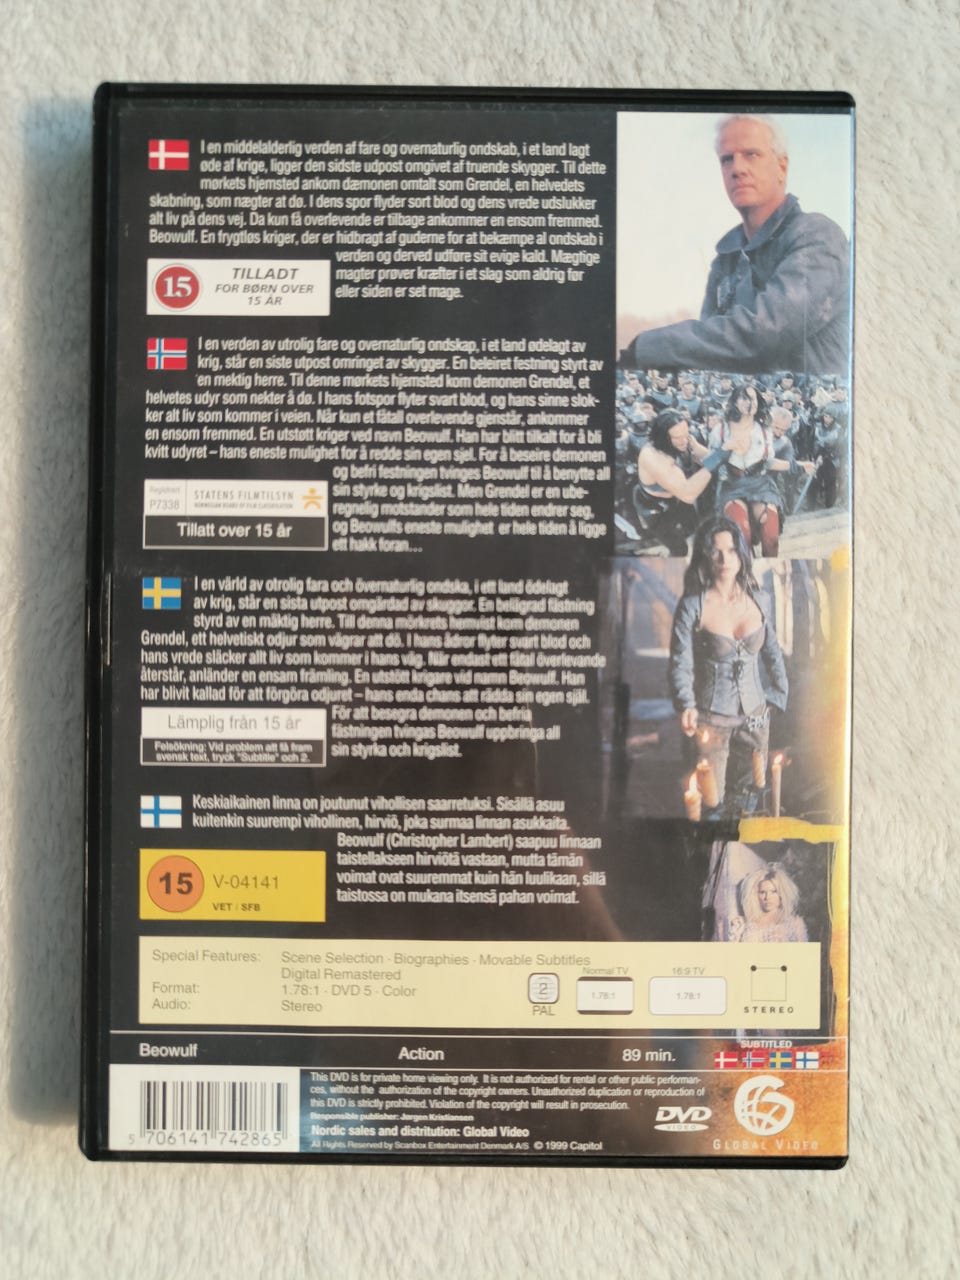 I en middelalderlig verden af fare og overnaturlig ondskab, i et land lagt
øde af krige, ligger den sidste udpost omgivet af truende skygger. Til dette
mørkets hjemsted ankom dæmonen omtalt som Grendel, en helvedets
skabning, som nægter at dø. I dens spor flyder sort blod og dens vrede udslukker
alt liv på dens vej. Da kun få overlevende er tilbage ankommer en ensom fremmed.
Beowulf. En frygtløs kriger, der er hidbragt af guderne for at bekæmpe al ondskab i
verden og derved udføre sit evige kald. Mægtige
magter prøver kræfter i et slag som aldrig før
eller siden er set mage.
15
TILLADT
FOR BØRN OVER
15 ÅR
I en verden av utrolig fare og overnaturlig ondskap, i et land ødelagt av
krig, står en siste utpost omringet av skygger. En beleiret festning styrt av
en mektig herre. Til denne mørkets hjemsted kom demonen Grendel, et
helvetes udyr som nekter å dø. I hans fotspor flyter svart blod, og hans sinne slok-
ker alt liv som kommer i veien. Når kun et fåtall overlevende gjenstår, ankommer
en ensom fremmed. En utstøtt kriger ved navn Beowulf. Han har blitt tilkalt for å bli
kvitt udyret – hans eneste mulighet for å redde sin egen sjel. For å beseire demonen
og befri festningen tvinges Beowulf til å benytte all
sin styrke og krigslist. Men Grendel er en ube-
regnelig motstander som hele tiden endrer seg,
og Beowulfs eneste mulighet er hele tiden å ligge
ett hakk foran...
Registrert
P7338
STATENS FILMTILSYN
NORWEGIAN BOARD OF FILM CLASSIFICATION
Tillatt over 15 år
I en värld av otrolig fara och övernaturlig ondska, i ett land ödelagt
av krig, står en sista utpost omgärdad av skuggor. En belägrad fästning
styrd av en mäktig herre. Till denna mörkrets hemvist kom demonen
Grendel, ett helvetiskt odjur som vägrar att dö. I hans ådror flyter svart blod och
hans vrede släcker allt liv som kommer i hans väg. När endast ett fåtal överlevande
återstår, anländer en ensam främling. En utstött krigare vid namn Beowulf. Han
har blivit kallad för att förgöra odjuret – hans enda chans att rädda sin egen själ.
För att besegra demonen och befria
fästningen tvingas Beowulf uppbringa all
sin styrka och krigslist.
Lämplig från 15 år
Felsökning: Vid problem att få fram
svensk text, tryck "Subtitle" och 2.
Keskiaikainen linna on joutunut vihollisen saarretuksi. Sisällä asuu
kuitenkin suurempi vihollinen, hirviö, joka surmaa linnan asukkaita.
Beowulf (Christopher Lambert) saapuu linnaan
taistellakseen hirviötä vastaan, mutta tämän
voimat ovat suuremmat kuin hän luulikaan, sillä
taistossa on mukana itsensä pahan voimat.
15
V-04141
VET / SFB
Special Features: Scene Selection · Biographies · Movable Subtitles
Digital Remastered
Format: 1.78:1 · DVD 5 · Color
Audio: Stereo
2
PAL
Normal TV
1.78:1
16:9 TV
1.78:1
STEREO
Beowulf Action 89 min.
SUBTITLED
5 706141 742865
This DVD is for private home viewing only. It is not authorized for rental or other public performan-
ces, without the authorization of the copyright owners. Unauthorized duplication or reproduction of
this DVD is strictly prohibited. Violation of the copyright will result in prosecution.
Responsible publisher: Jørgen Kristiansen
Nordic sales and distribution: Global Video
All Rights Reserved by Scanbox Entertainment Denmark A/S © 1999 Capitol
DVD
VIDEO
GLOBAL VIDEO